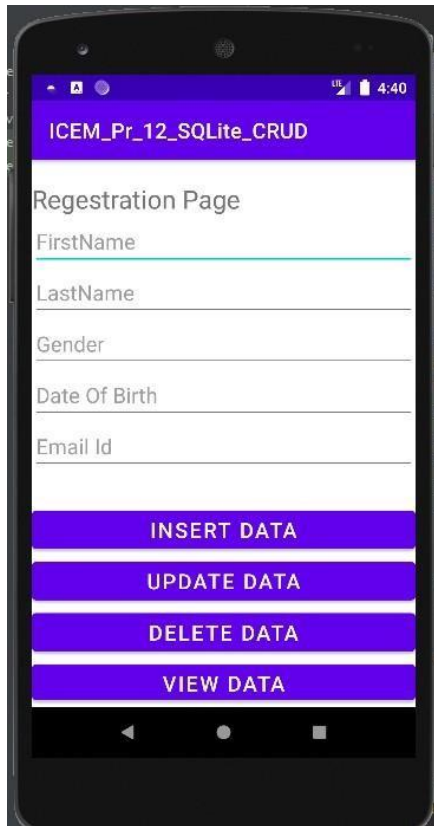 LTE 4:40
ICEM_Pr_12_SQLite_CRUD
Regestration Page
FirstName
LastName
Gender
Date Of Birth
Email Id
INSERT DATA
UPDATE DATA
DELETE DATA
VIEW DATA